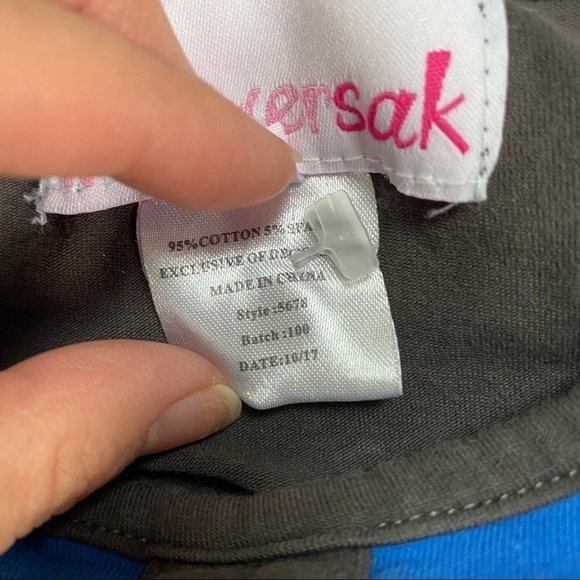 ersak
95%COTTON 5%
EXCLUSIVE OF
MADE IN CHINA
Style :5678
Batch :100
DATE:10/17